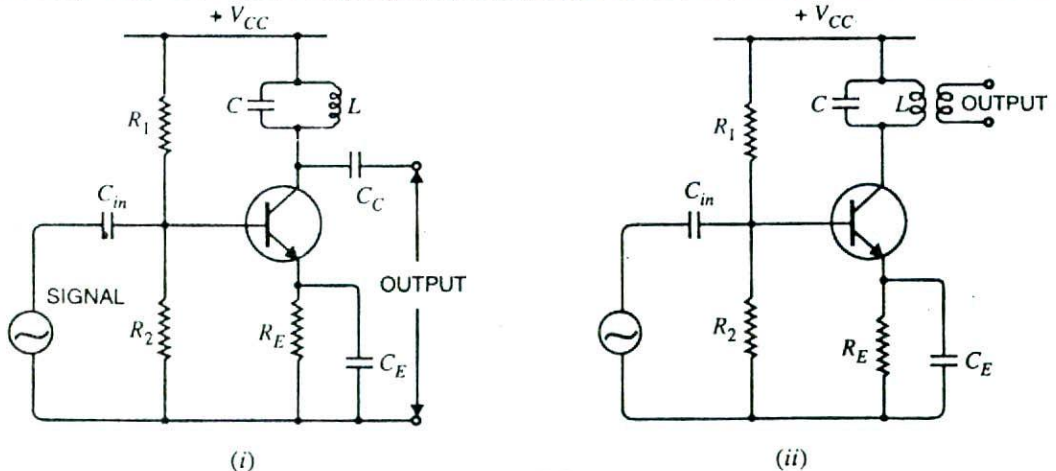 + V_CC
C
L
R_1
C_in
C_C
SIGNAL
R_2
R_E
C_E
OUTPUT
(i)
+ V_CC
C
L
OUTPUT
R_1
C_in
R_2
R_E
C_E
(ii)